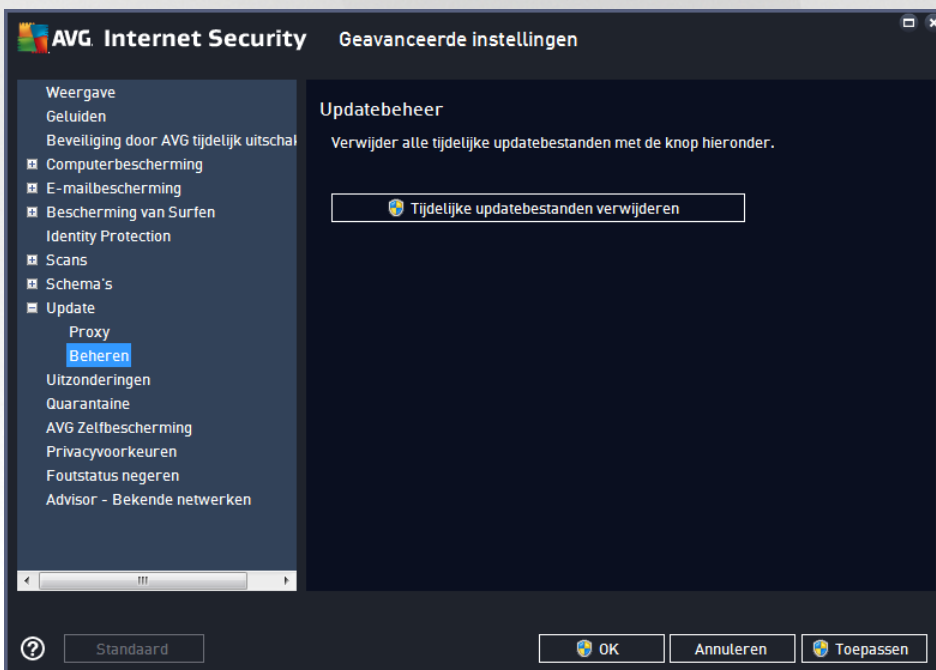 AVG. Internet Security Geavanceerde instellingen
Weergave
Geluiden
Beveiliging door AVG tijdelijk uitschak
Computerbescherming
E-mailbescherming
Bescherming van Surfen
Identity Protection
Scans
Schema's
Update
Proxy
Beheren
Uitzonderingen
Quarantaine
AVG Zelfbescherming
Privacyvoorkeuren
Foutstatus negeren
Advisor - Bekende netwerken
Updatebeheer
Verwijder alle tijdelijke updatebestanden met de knop hieronder.
Tijdelijke updatebestanden verwijderen
? Standaard OK Annuleren Toepassen